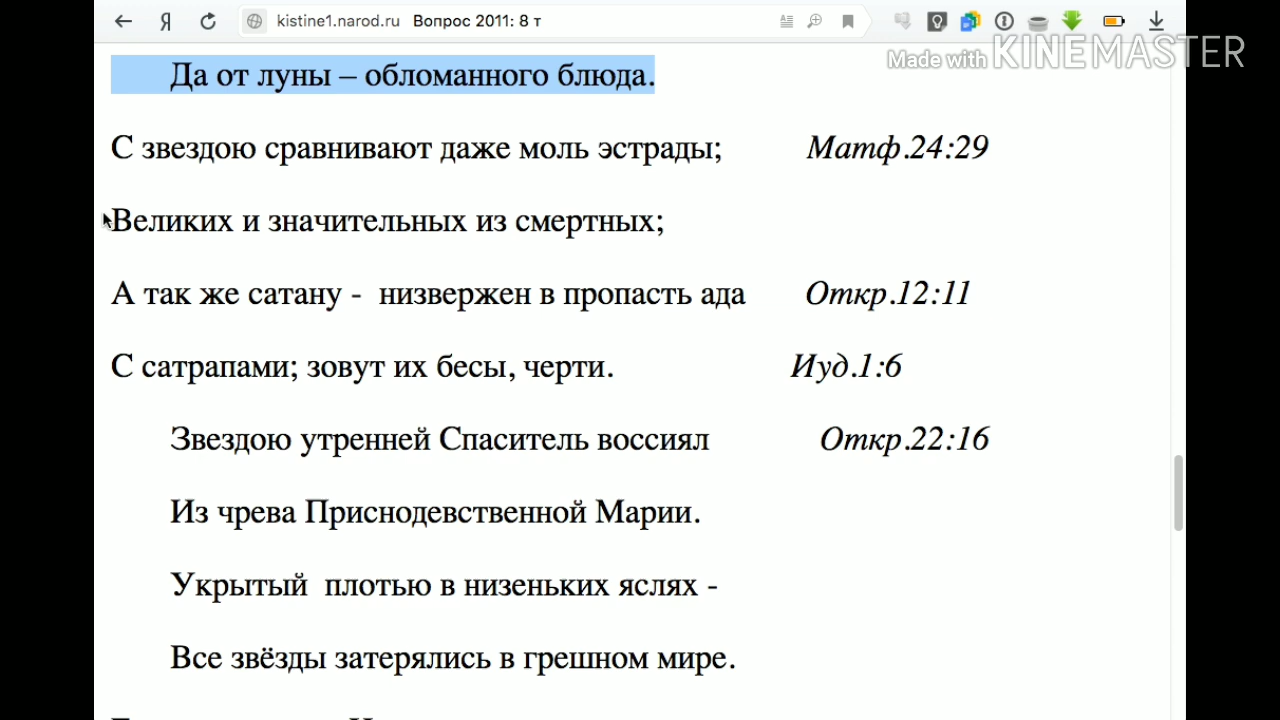 kistine1.narod.ru Вопрос 2011: 8 т
Made with KINEMASTER
Да от луны – обломанного блюда.
С звездою сравнивают даже моль эстрады; Матф.24:29
Великих и значительных из смертных;
А так же сатану - низвержен в пропасть ада Откр.12:11
С сатрапами; зовут их бесы, черти. Иуд.1:6
Звездою утренней Спаситель воссиял Откр.22:16
Из чрева Приснодевственной Марии.
Укрытый плотью в низеньких яслях -
Все звёзды затерялись в грешном мире.